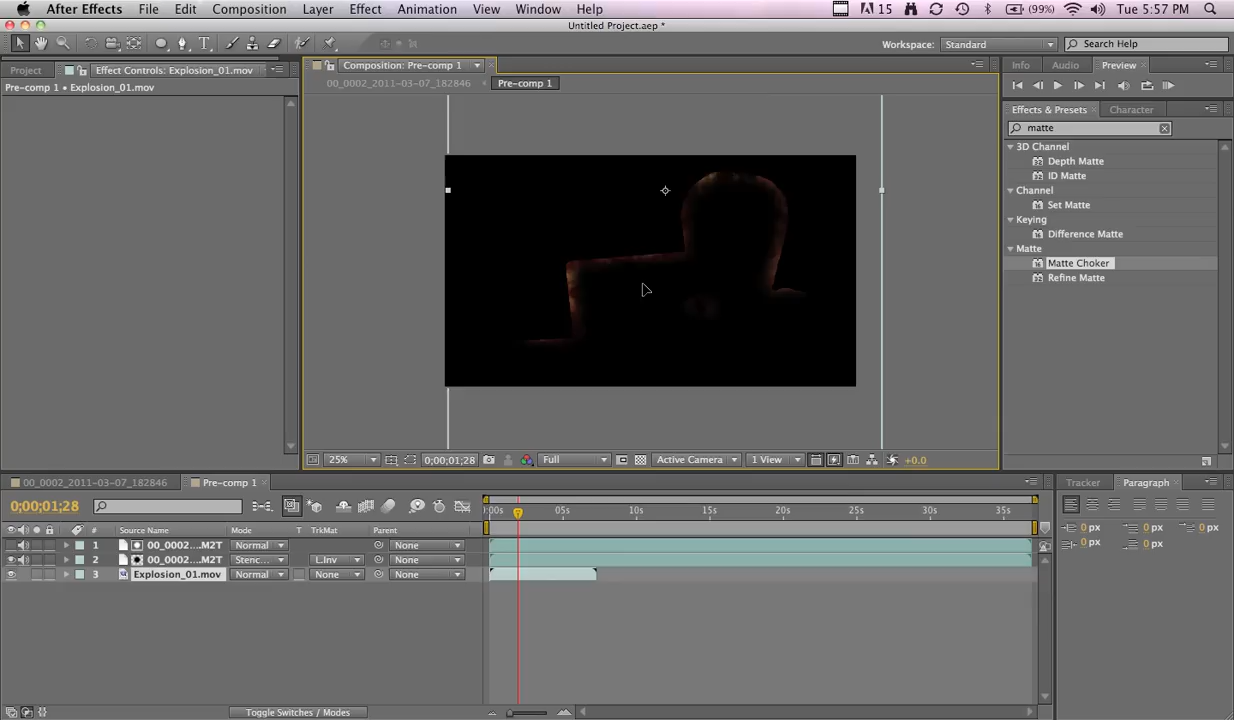 After Effects File Edit Composition Layer Effect Animation View Window Help 15 (99%) Tue 5:57 PM
Untitled Project.aep *
Workspace: Standard Search Help
Project Effect Controls: Explosion_01.mov Composition: Pre-comp 1 Info Audio Preview
Pre-comp 1 • Explosion_01.mov
00_0002_2011-03-07_182846 Pre-comp 1
Effects & Presets Character
matte
3D Channel
Depth Matte
ID Matte
Channel
Set Matte
Keying
Difference Matte
Matte
Matte Choker
Refine Matte
25% 0;00;01;28 Full Active Camera 1 View +0.0
00_0002_2011-03-07_182846 Pre-comp 1 Tracker Paragraph
0;00;01;28 :00s 05s 10s 15s 20s 25s 30s 35s
# Source Name Mode T TrkMat Parent
0 px 0 px 0 px
0 px 0 px
1 00_0002....M2T Normal None
2 00_0002....M2T Stenc... L.Inv None
3 Explosion_01.mov Normal None None
Toggle Switches / Modes